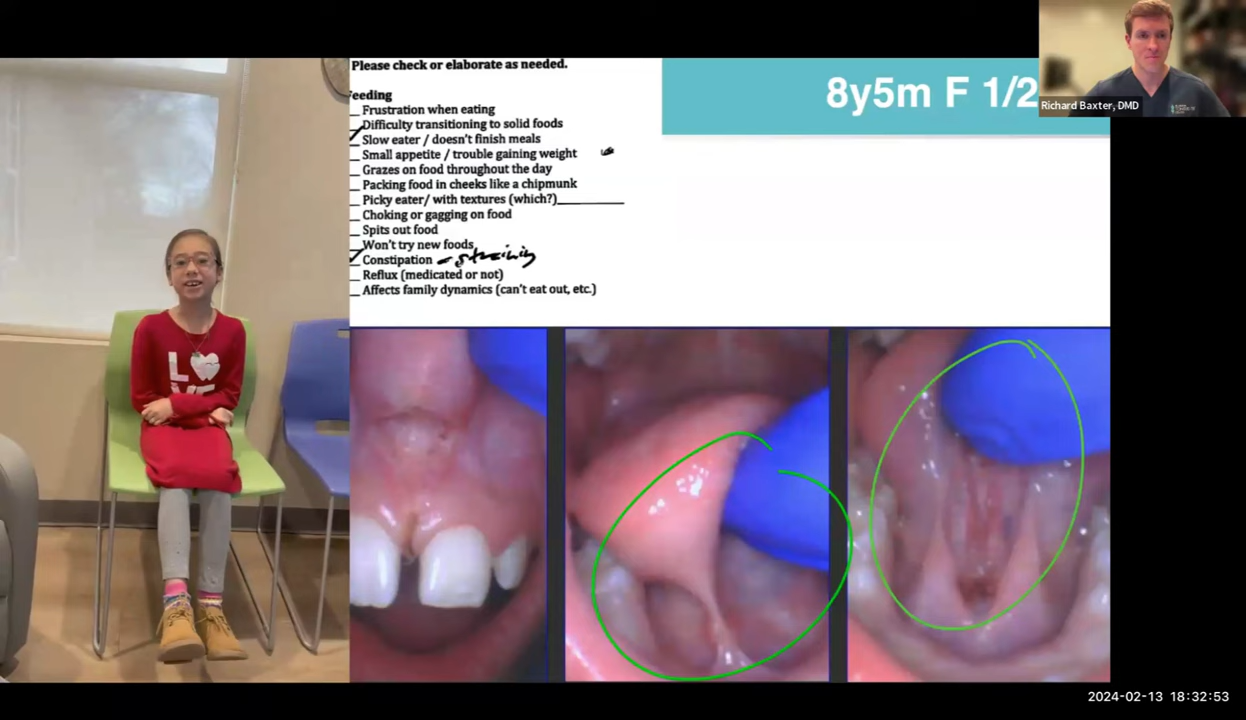 Please check or elaborate as needed.
Feeding
Frustration when eating
Difficulty transitioning to solid foods
Slow eater / doesn't finish meals
Small appetite / trouble gaining weight
Grazes on food throughout the day
Packing food in cheeks like a chipmunk
Picky eater/ with textures (which?)
Choking or gagging on food
Spits out food
Won't try new foods
Constipation - straining
Reflux (medicated or not)
Affects family dynamics (can't eat out, etc.)
8y5m F 1/2
Richard Baxter, DMD
LOVE
2024-02-13 18:32:53